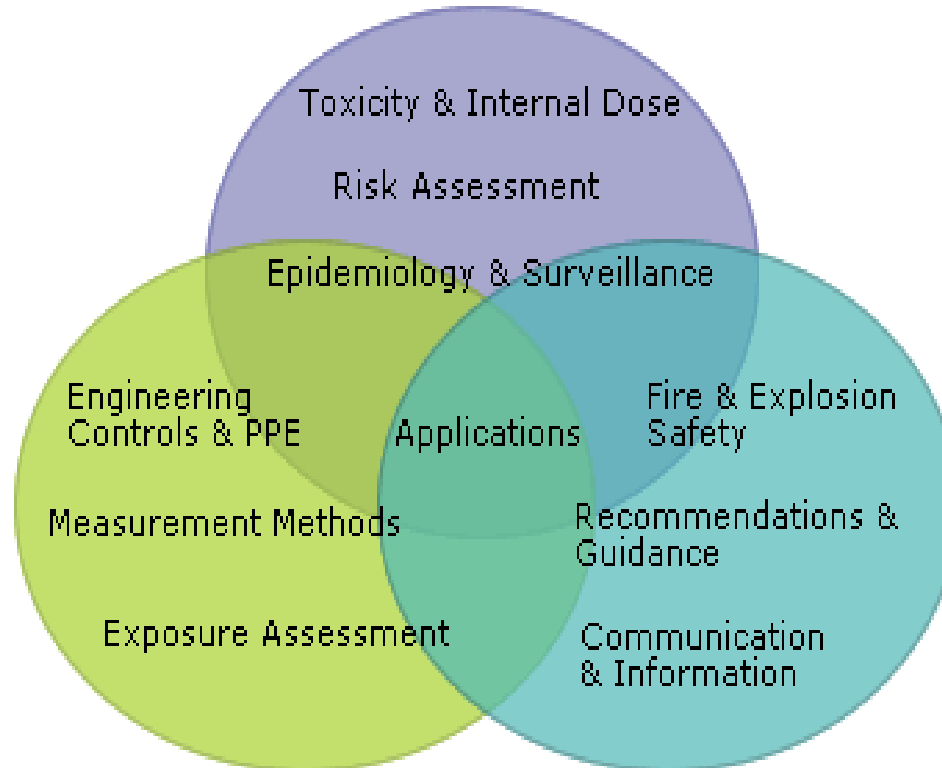 Toxicity & Internal Dose
Risk Assessment
Epidemiology & Surveillance
Engineering
Controls & PPE
Applications
Fire & Explosion
Safety
Measurement Methods
Recommendations &
Guidance
Exposure Assessment
Communication
& Information